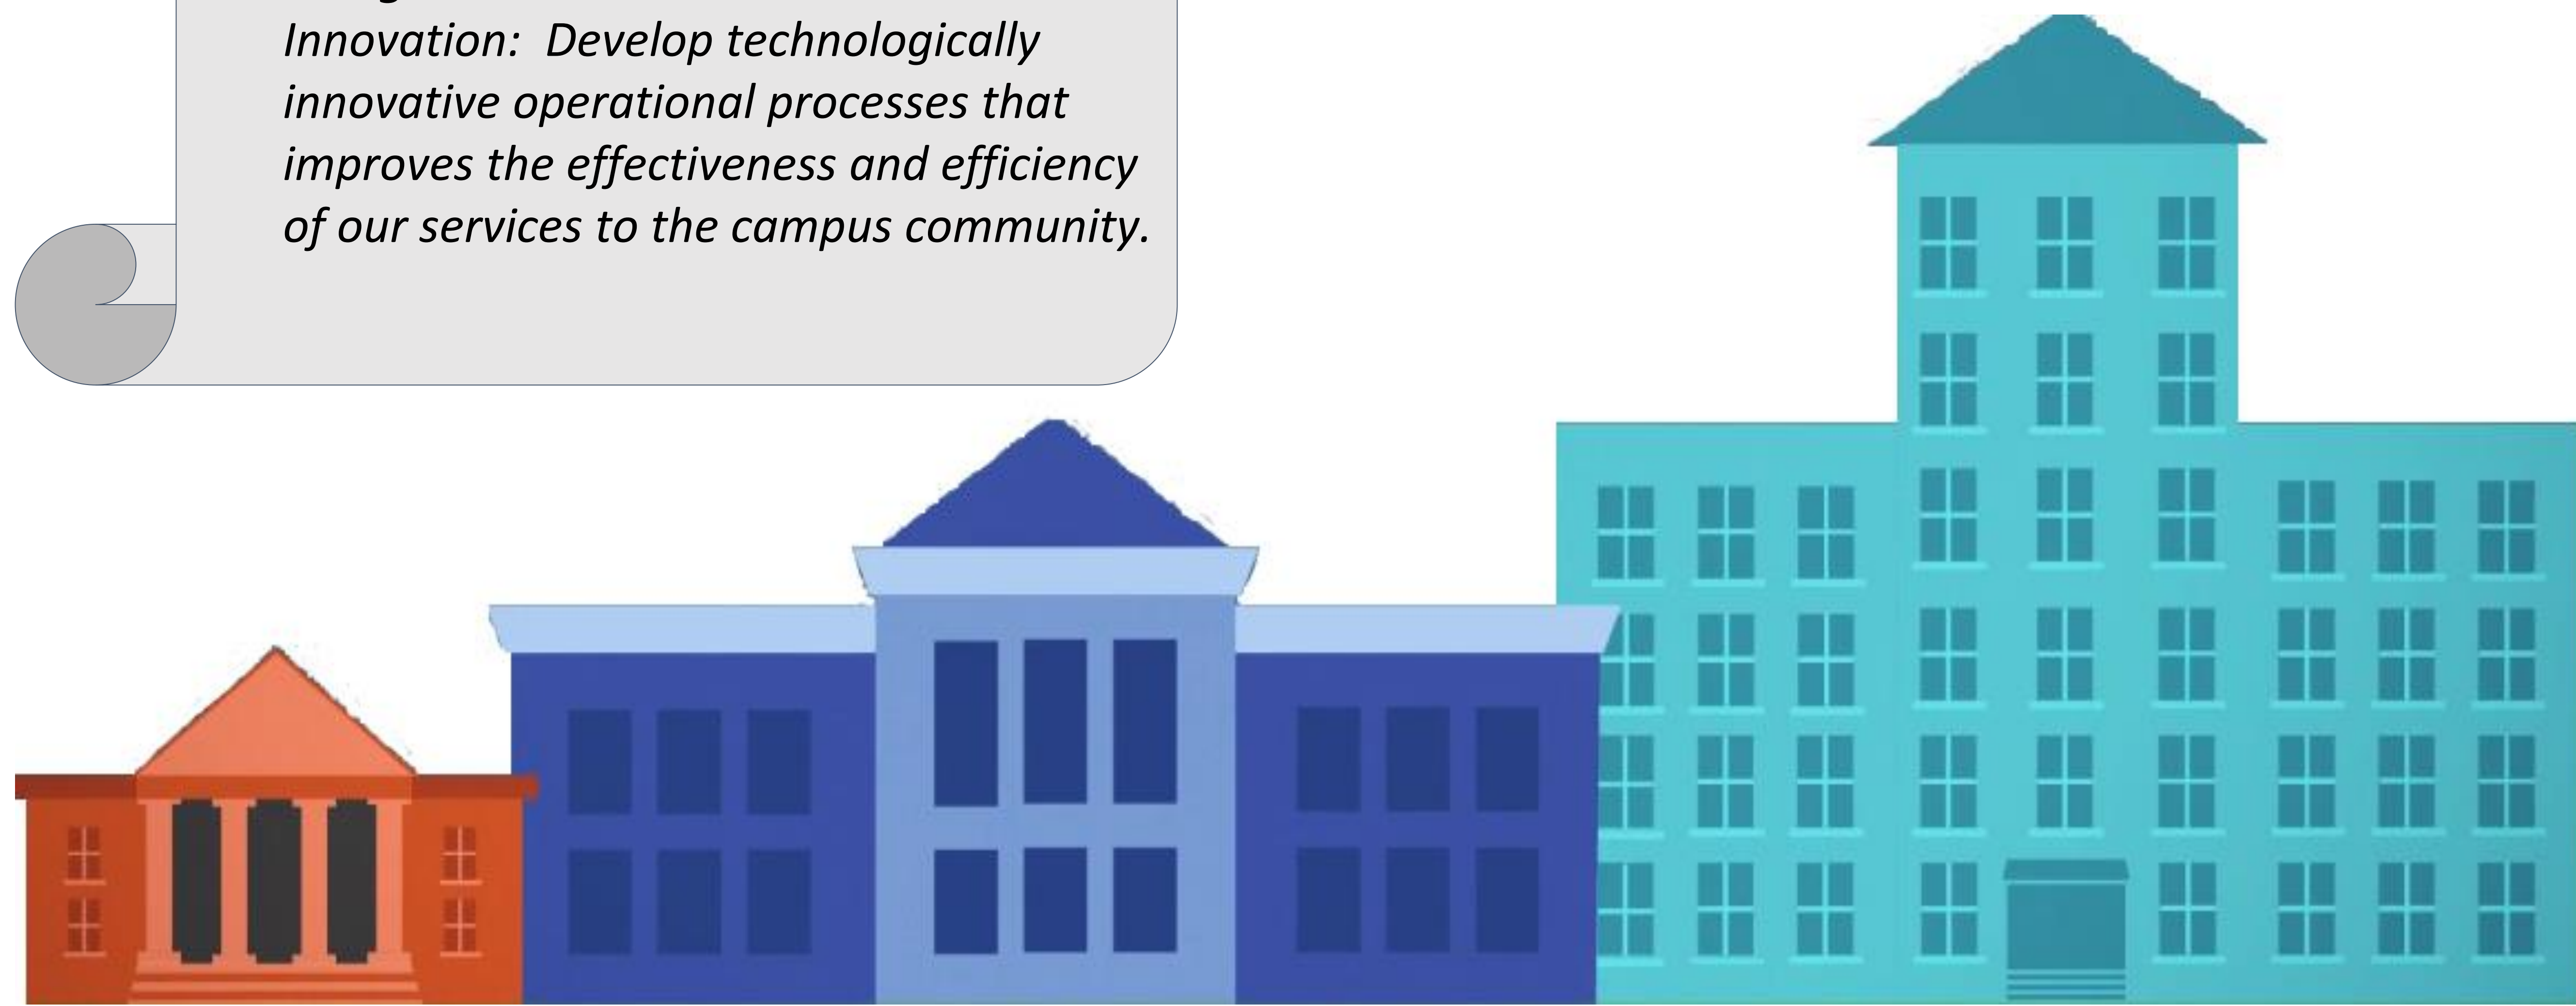 Innovation:  Develop technologically
innovative operational processes that
improves the effectiveness and efficiency
of our services to the campus community.